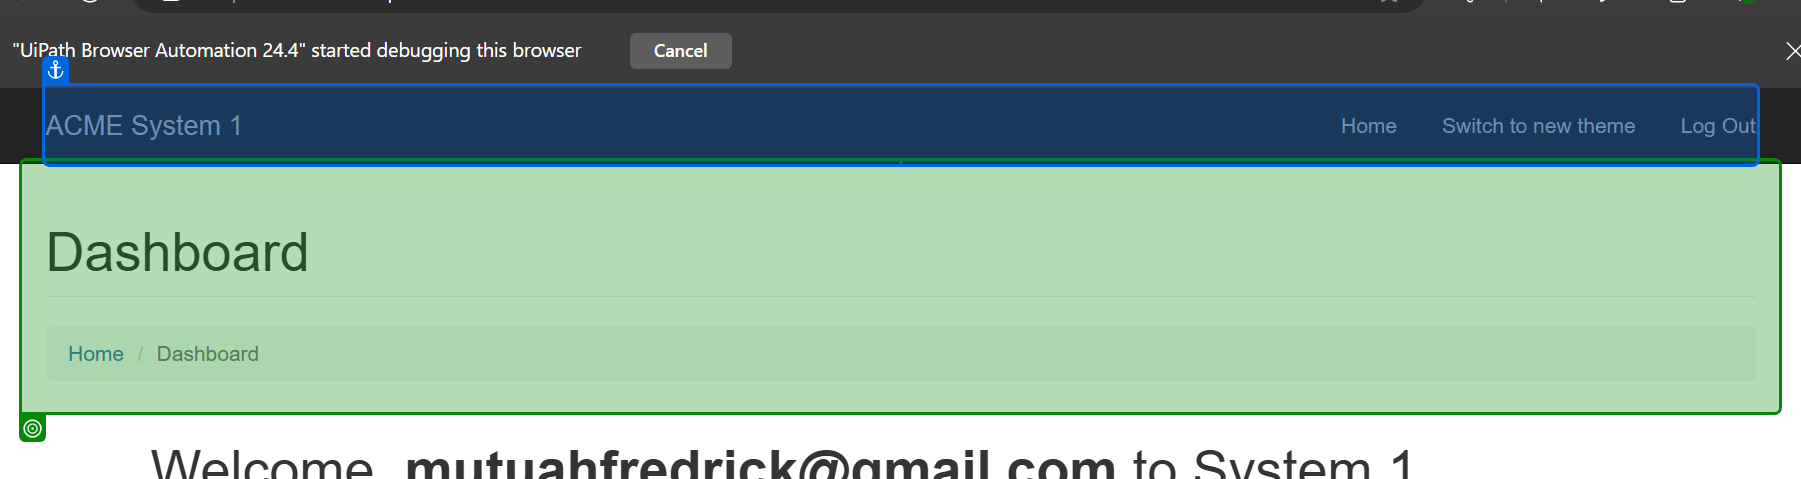 "UiPath Browser Automation 24.4" started debugging this browser Cancel
ACME System 1 Home Switch to new theme Log Out
Dashboard
Home / Dashboard
Welcome, mutuahfredrick@gmail.com to System 1